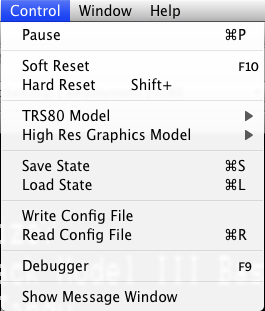 Control Window Help
Pause ⌘P
Soft Reset F10
Hard Reset Shift+
TRS80 Model ▶
High Res Graphics Model ▶
Save State ⌘S
Load State ⌘L
Write Config File
Read Config File ⌘R
Debugger F9
Show Message Window